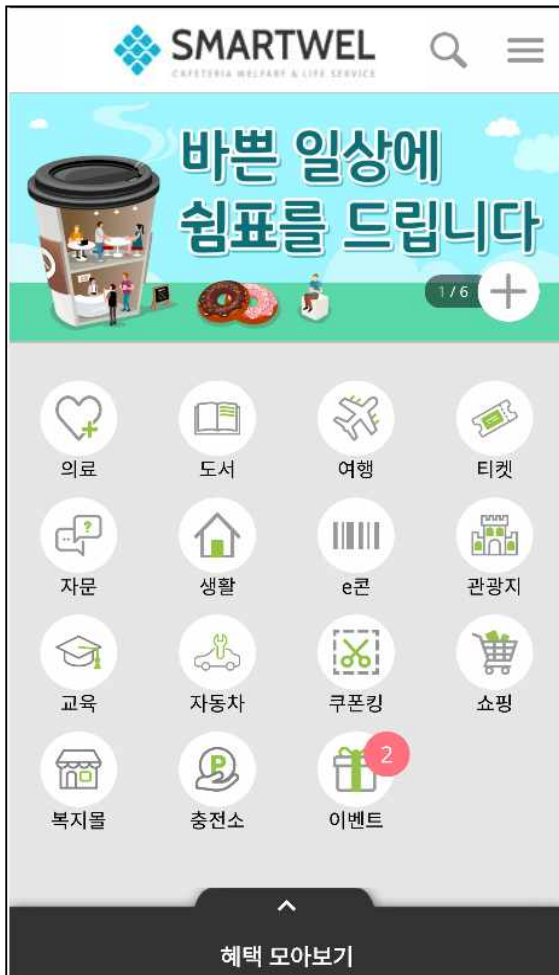 SMARTWEL
CAFETERIA WELFARE & LIFE SERVICE
바쁜 일상에
쉼표를 드립니다
1/6
의료 도서 여행 티켓
?
자문 생활 e콘 관광지
교육 자동차 쿠폰킹 쇼핑
P 2
복지몰 충전소 이벤트
혜택 모아보기